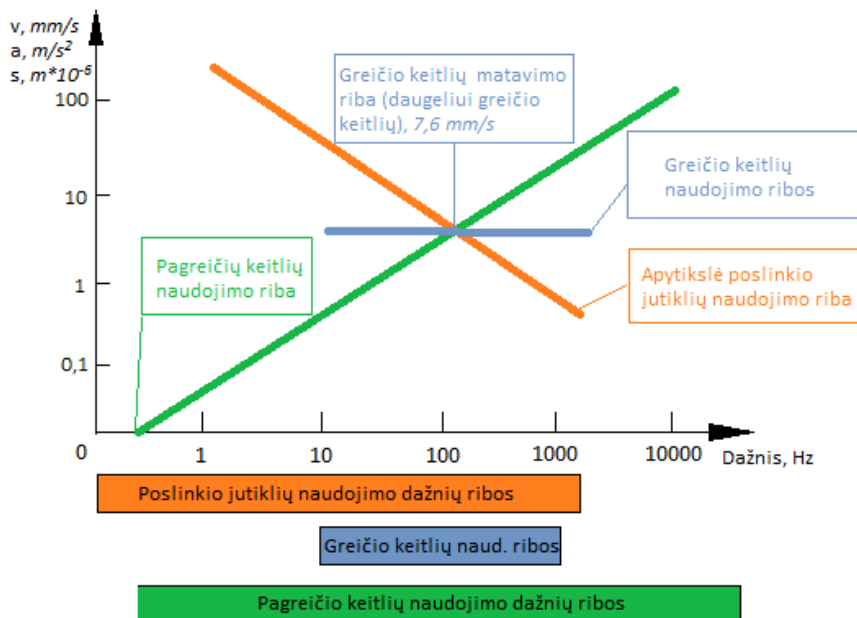 v, mm/s
a, m/s²
s, m*10⁻⁶
100
10
1
0,1
0
Greičio keitlių matavimo
riba (daugeliui greičio
keitlių), 7,6 mm/s
Greičio keitlių
naudojimo ribos
Pagreičių keitlių
naudojimo riba
Apytikslė poslinkio
jutiklių naudojimo riba
1
10
100
1000
10000
Dažnis, Hz
Poslinkio jutiklių naudojimo dažnių ribos
Greičio keitlių naud. ribos
Pagreičio keitlių naudojimo dažnių ribos